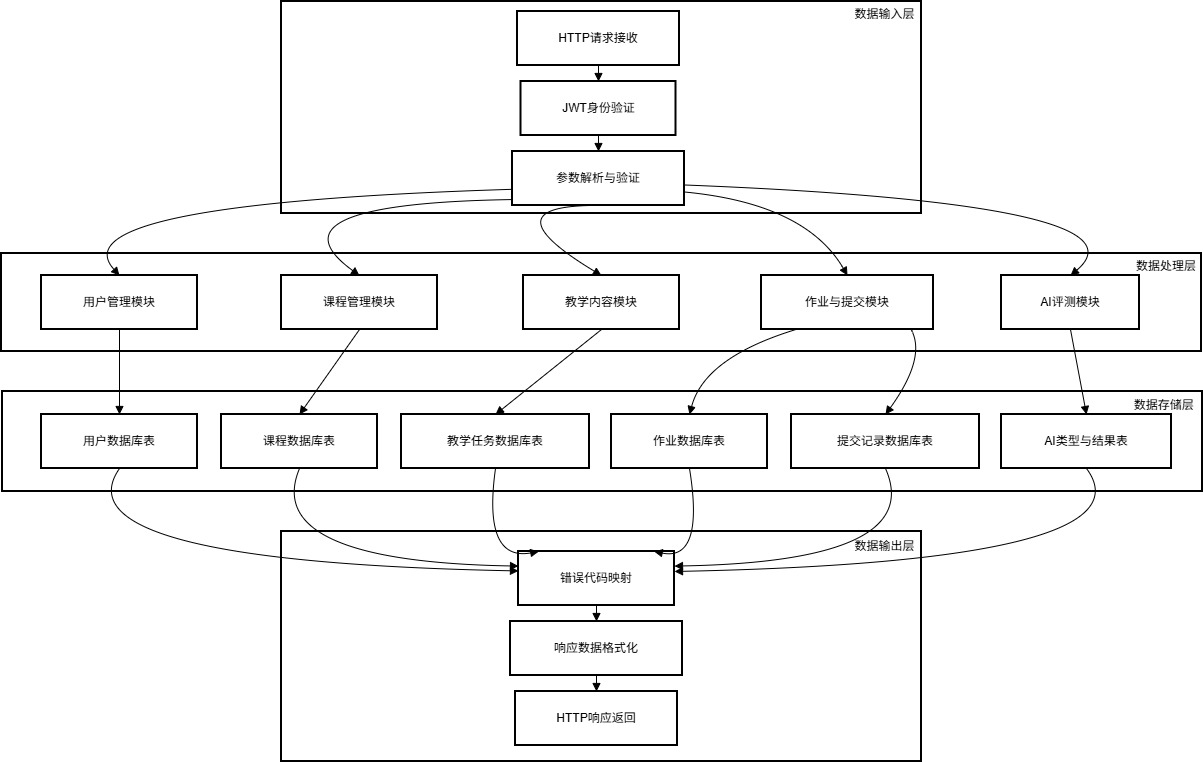 数据输入层
HTTP请求接收
JWT身份验证
参数解析与验证
数据处理层
用户管理模块
课程管理模块
教学内容模块
作业与提交模块
AI评测模块
数据存储层
用户数据库表
课程数据库表
教学任务数据库表
作业数据库表
提交记录数据库表
AI类型与结果表
数据输出层
错误代码映射
响应数据格式化
HTTP响应返回